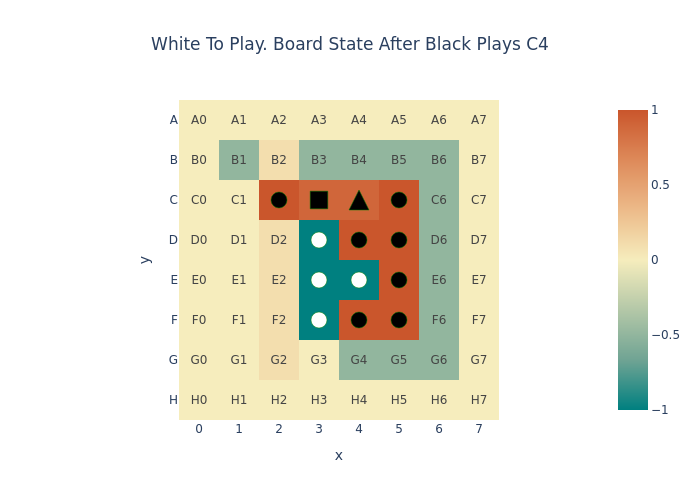 White To Play. Board State After Black Plays C4
A A0 A1 A2 A3 A4 A5 A6 A7
B B0 B1 B2 B3 B4 B5 B6 B7
C C0 C1 C6 C7
D D0 D1 D2 D6 D7
E E0 E1 E2 E6 E7
F F0 F1 F2 F6 F7
G G0 G1 G2 G3 G4 G5 G6 G7
H H0 H1 H2 H3 H4 H5 H6 H7
0 1 2 3 4 5 6 7
x
y
1
0.5
0
−0.5
−1